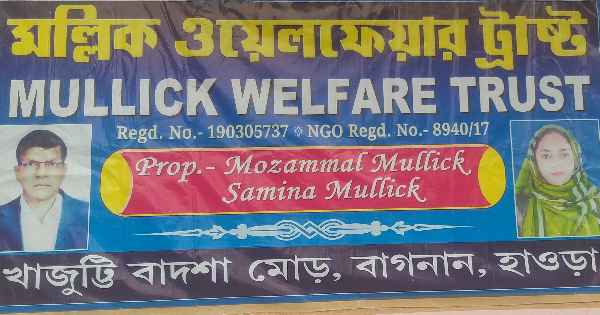 মল্লিক ওয়েলফেয়ার ট্রাষ্ট
MULLICK WELFARE TRUST
Regd. No.- 190305737 ❖ NGO Regd. No.- 8940/17
Prop.- Mozammal Mullick
Samina Mullick
খাজুট্টি বাদশা মোড়, বাগনান, হাওড়া